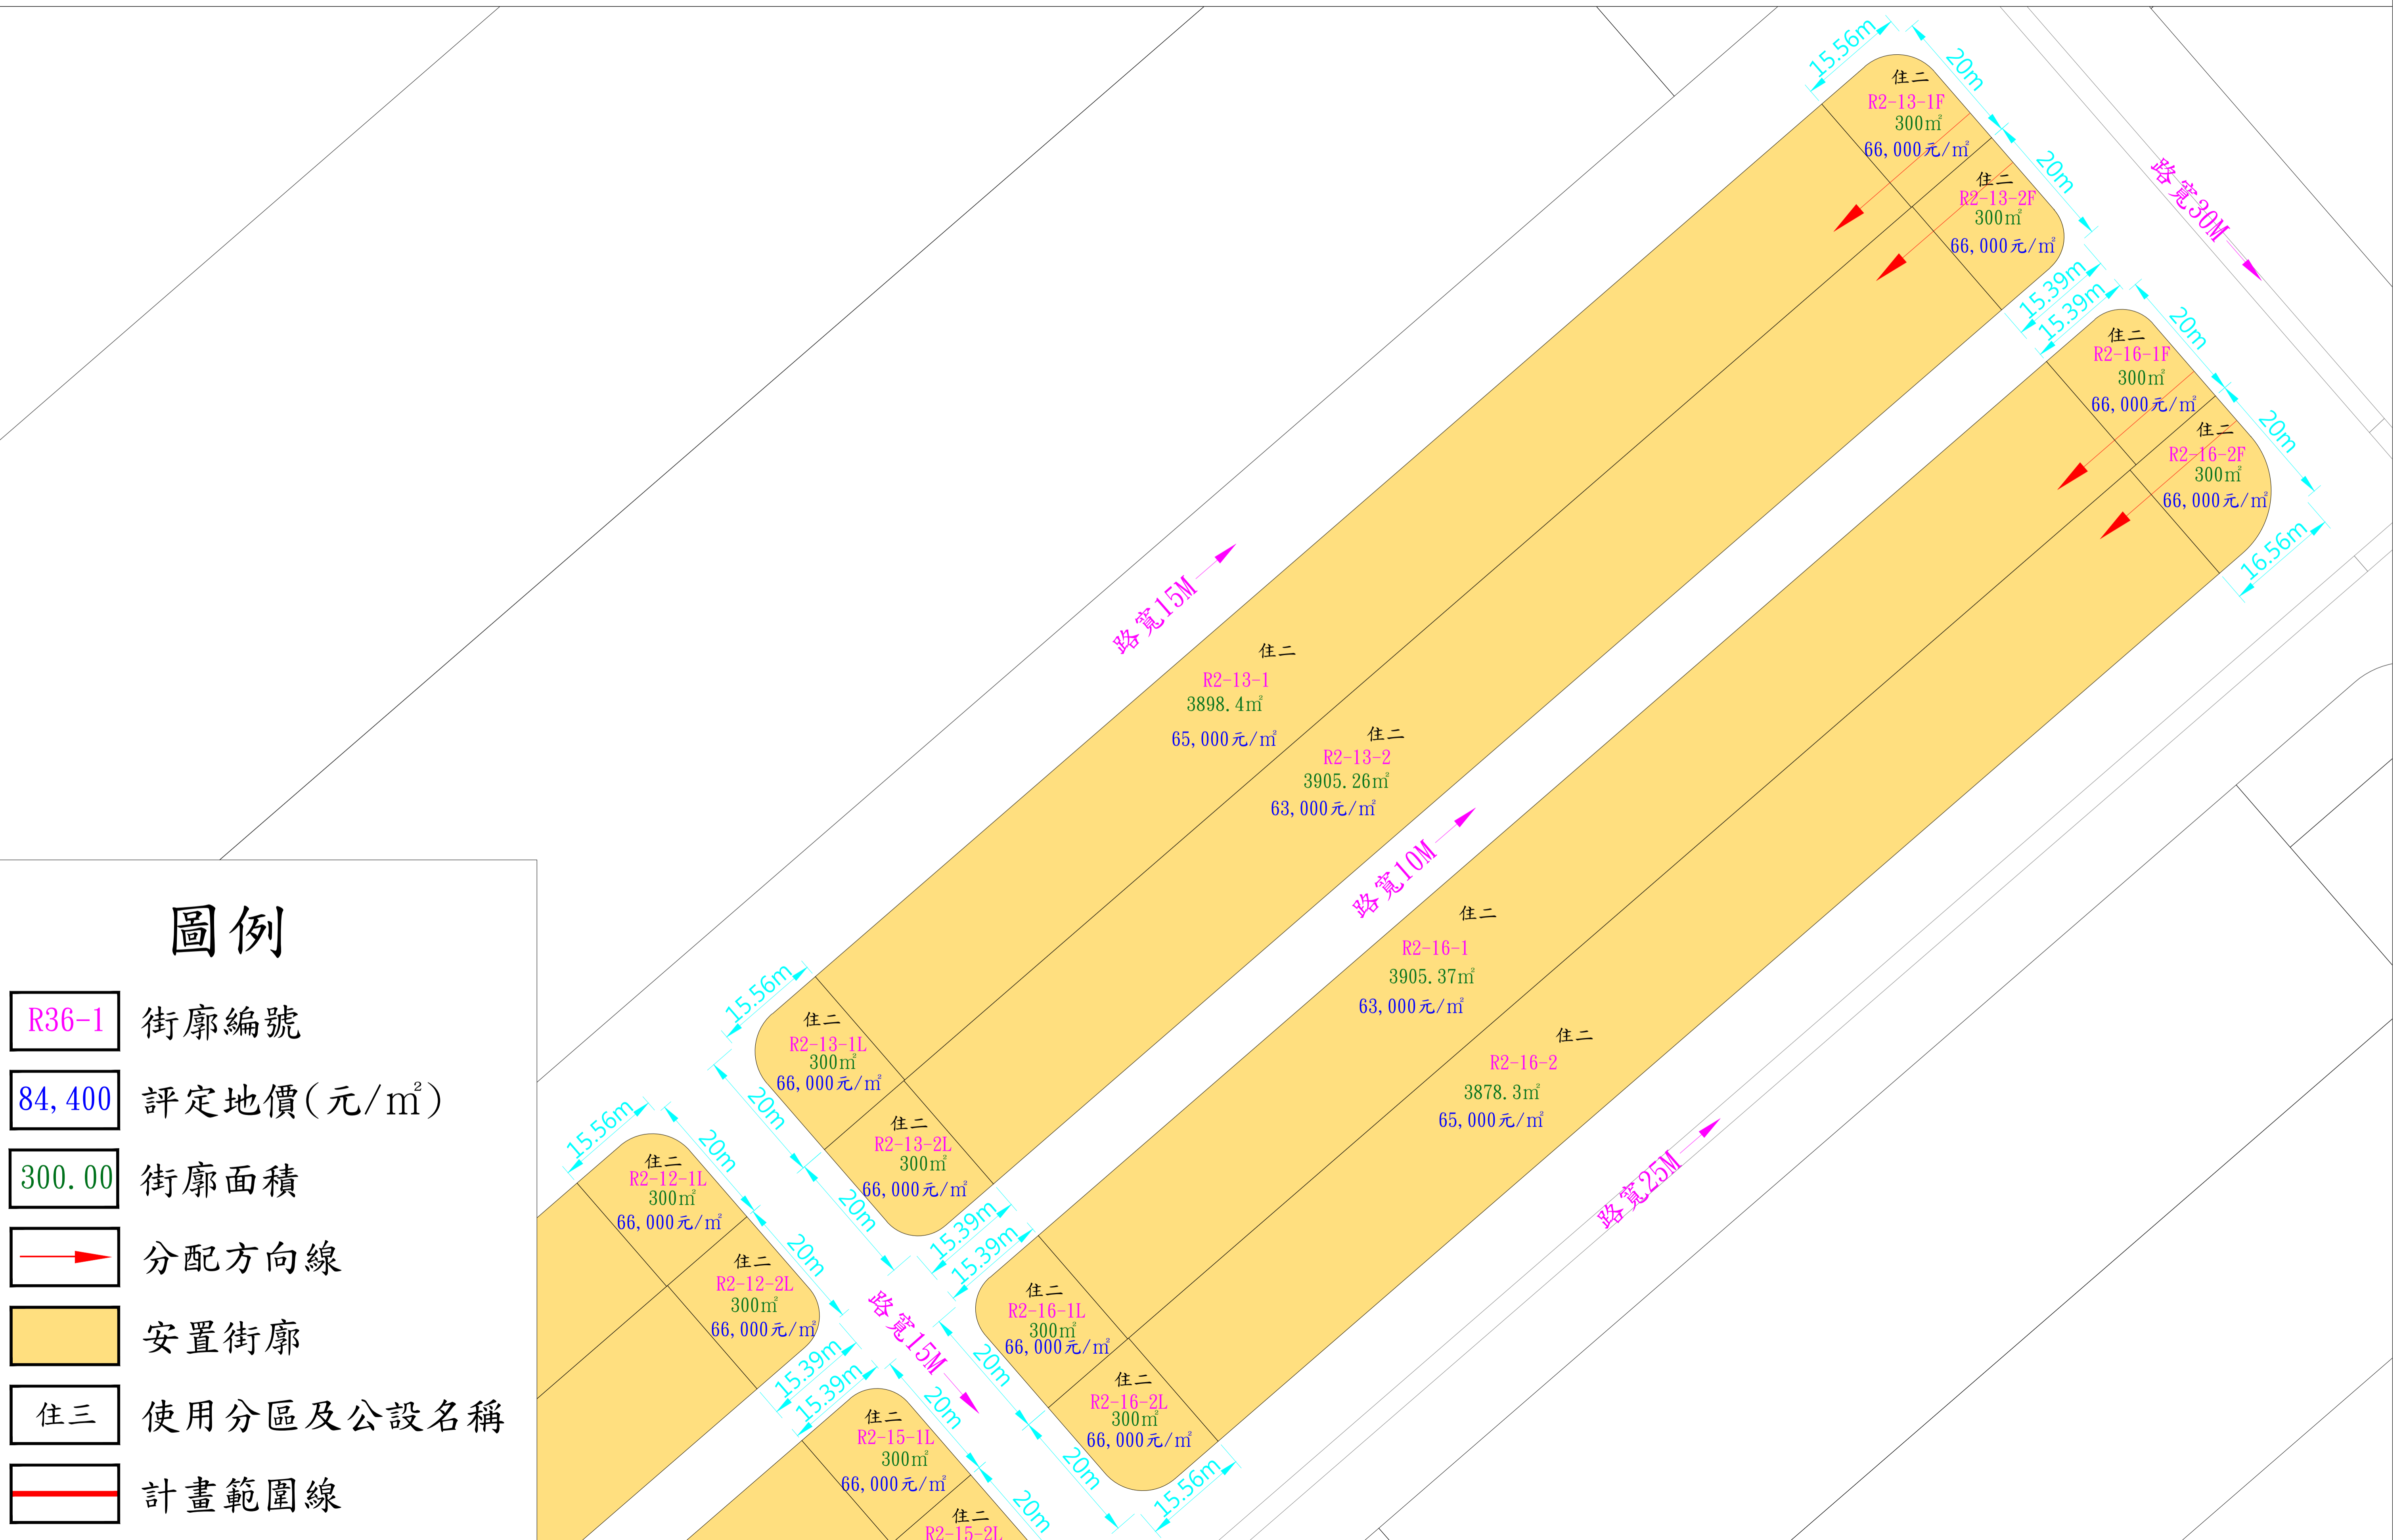 15.56m
20m
住二
R2-13-1F
300㎡
66,000元/㎡
20m
住二
R2-13-2F
300㎡
66,000元/㎡
路寬30M
15.39m
15.39m
20m
住二
R2-16-1F
300㎡
66,000元/㎡
20m
住二
R2-16-2F
300㎡
66,000元/㎡
16.56m
路寬15M
住二
R2-13-1
3898.4㎡
65,000元/㎡
住二
R2-13-2
3905.26㎡
63,000元/㎡
路寬10M
住二
R2-16-1
3905.37㎡
63,000元/㎡
住二
R2-16-2
3878.3㎡
65,000元/㎡
路寬25M
15.56m
住二
R2-13-1L
300㎡
66,000元/㎡
20m
住二
R2-13-2L
300㎡
66,000元/㎡
20m
15.39m
15.39m
15.56m
20m
住二
R2-12-1L
300㎡
66,000元/㎡
20m
住二
R2-12-2L
300㎡
66,000元/㎡
路寬15M
住二
R2-16-1L
300㎡
66,000元/㎡
20m
住二
R2-16-2L
300㎡
66,000元/㎡
20m
15.56m
15.39m
15.39m
20m
住二
R2-15-1L
300㎡
66,000元/㎡
20m
住二
R2-15-2L
圖例
R36-1 街廓編號
84,400 評定地價(元/㎡)
300.00 街廓面積
分配方向線
安置街廓
住三 使用分區及公設名稱
計畫範圍線